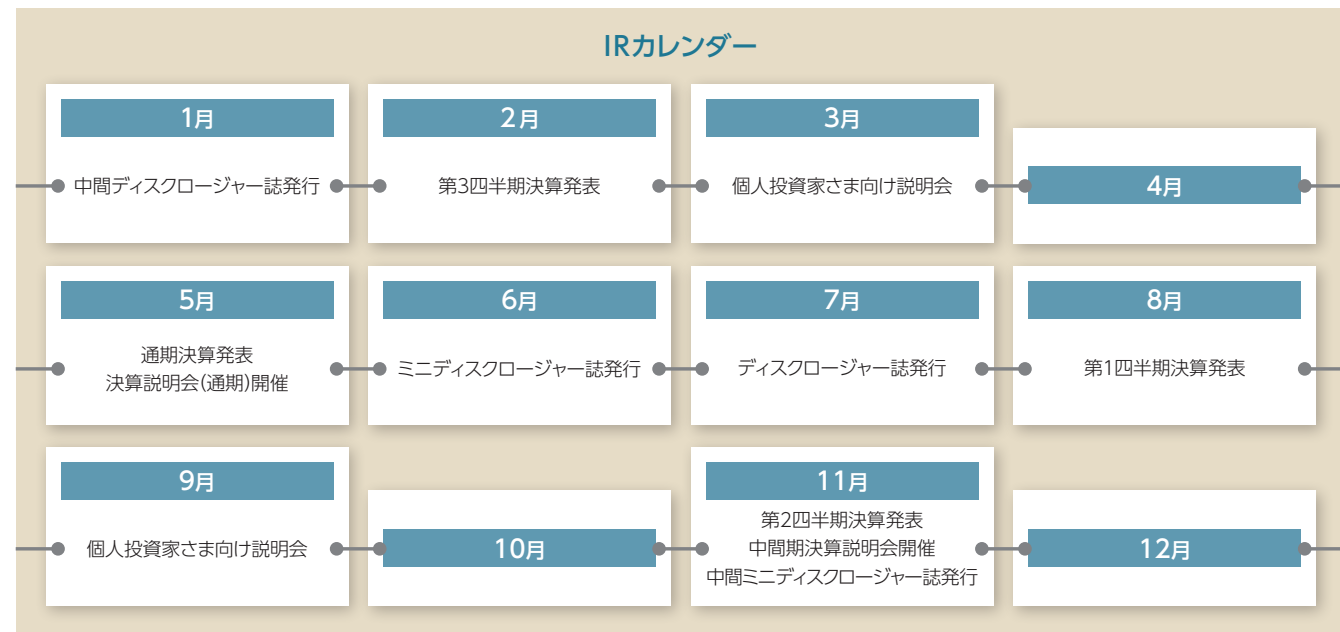 IRカレンダー
1月
中間ディスクロージャー誌発行
2月
第3四半期決算発表
3月
個人投資家さま向け説明会
4月
5月
通期決算発表
決算説明会(通期)開催
6月
ミニディスクロージャー誌発行
7月
ディスクロージャー誌発行
8月
第1四半期決算発表
9月
個人投資家さま向け説明会
10月
11月
第2四半期決算発表
中間期決算説明会開催
中間ミニディスクロージャー誌発行
12月